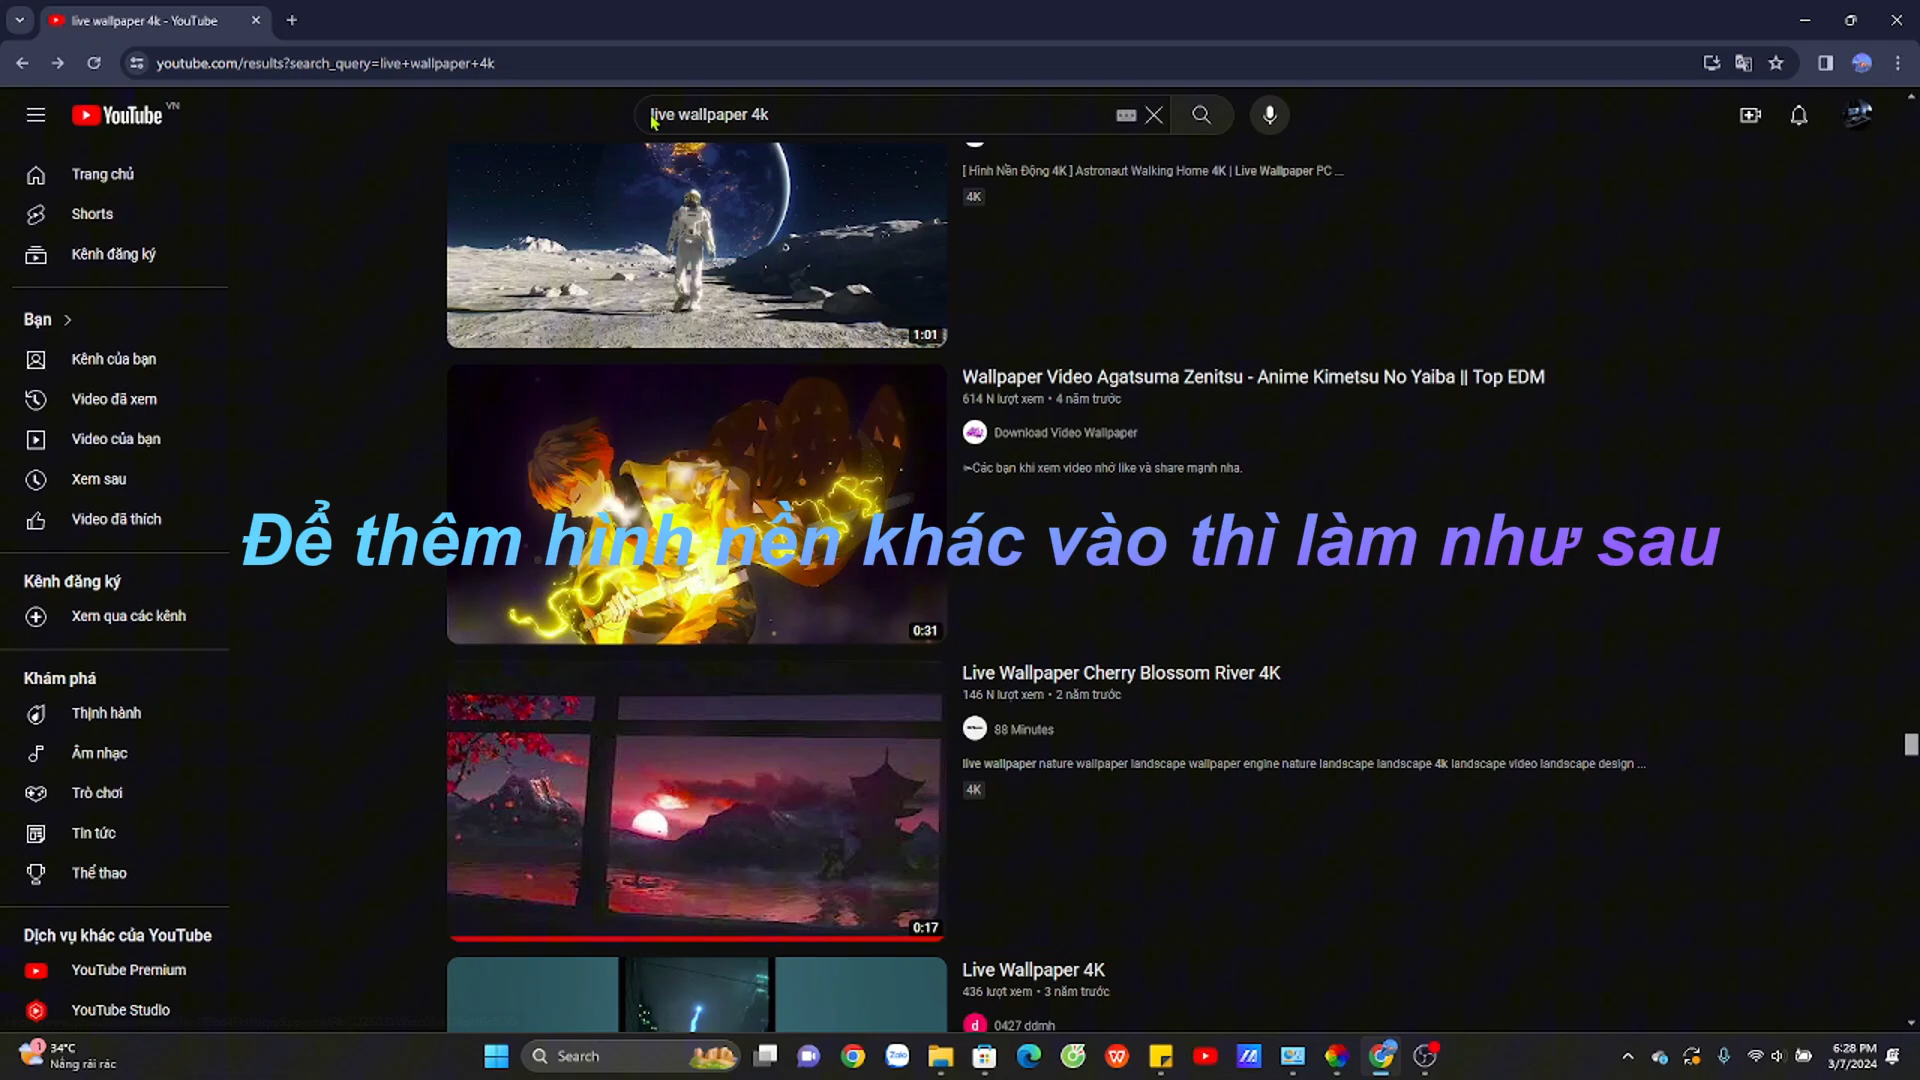 live wallpaper 4k - YouTube
youtube.com/results?search_query=live+wallpaper+4k
YouTube VN
live wallpaper 4k
Trang chủ
Shorts
Kênh đăng ký
Bạn
Kênh của bạn
Video đã xem
Video của bạn
Xem sau
Video đã thích
Kênh đăng ký
Xem qua các kênh
Khám phá
Thịnh hành
Âm nhạc
Trò chơi
Tin tức
Thể thao
Dịch vụ khác của YouTube
YouTube Premium
YouTube Studio
[ Hình Nền Động 4K ] Astronaut Walking Home 4K | Live Wallpaper PC ...
4K
1:01
Wallpaper Video Agatsuma Zenitsu - Anime Kimetsu No Yaiba || Top EDM
614 N lượt xem • 4 năm trước
Download Video Wallpaper
➳Các bạn khi xem video nhớ like và share mạnh nha.
0:31
Để thêm hình nền khác vào thì làm như sau
Live Wallpaper Cherry Blossom River 4K
146 N lượt xem • 2 năm trước
88 Minutes
live wallpaper nature wallpaper landscape wallpaper engine nature landscape landscape 4k landscape video landscape design ...
4K
0:17
Live Wallpaper 4K
436 lượt xem • 3 năm trước
d 0427 ddmh
1
34°C
Nắng rải rác
Search
Zalo
6:28 PM
3/7/2024